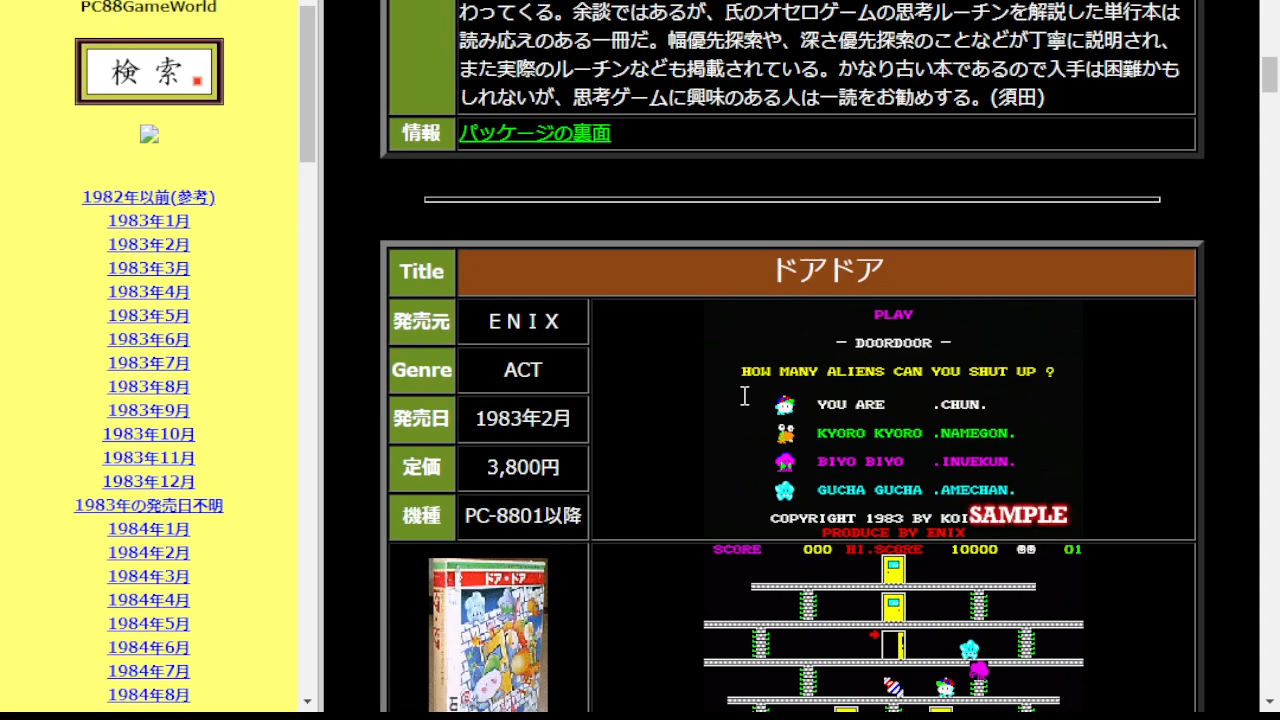 PC88GameWorld
検索
1982年以前(参考)
1983年1月
1983年2月
1983年3月
1983年4月
1983年5月
1983年6月
1983年7月
1983年8月
1983年9月
1983年10月
1983年11月
1983年12月
1983年の発売日不明
1984年1月
1984年2月
1984年3月
1984年4月
1984年5月
1984年6月
1984年7月
1984年8月
わってくる。余談ではあるが、氏のオセロゲームの思考ルーチンを解説した単行本は
読み応えのある一冊だ。幅優先探索や、深さ優先探索のことなどが丁寧に説明され、
また実際のルーチンなども掲載されている。かなり古い本であるので入手は困難かも
しれないが、思考ゲームに興味のある人は一読をお勧めする。(須田)
情報 パッケージの裏面
Title ドアドア
発売元 ＥＮＩＸ
Genre ACT
発売日 1983年2月
定価 3,800円
機種 PC-8801以降
PLAY
- DOORDOOR -
HOW MANY ALIENS CAN YOU SHUT UP ?
YOU ARE .CHUN.
KYORO KYORO .NAMEGON.
BIYO BIYO .INUEKUN.
GUCHA GUCHA .AMECHAN.
COPYRIGHT 1983 BY KOI
SAMPLE
PRODUCE BY ENIX
SCORE 000 HI.SCORE 10000 00 01
ドア・ドア